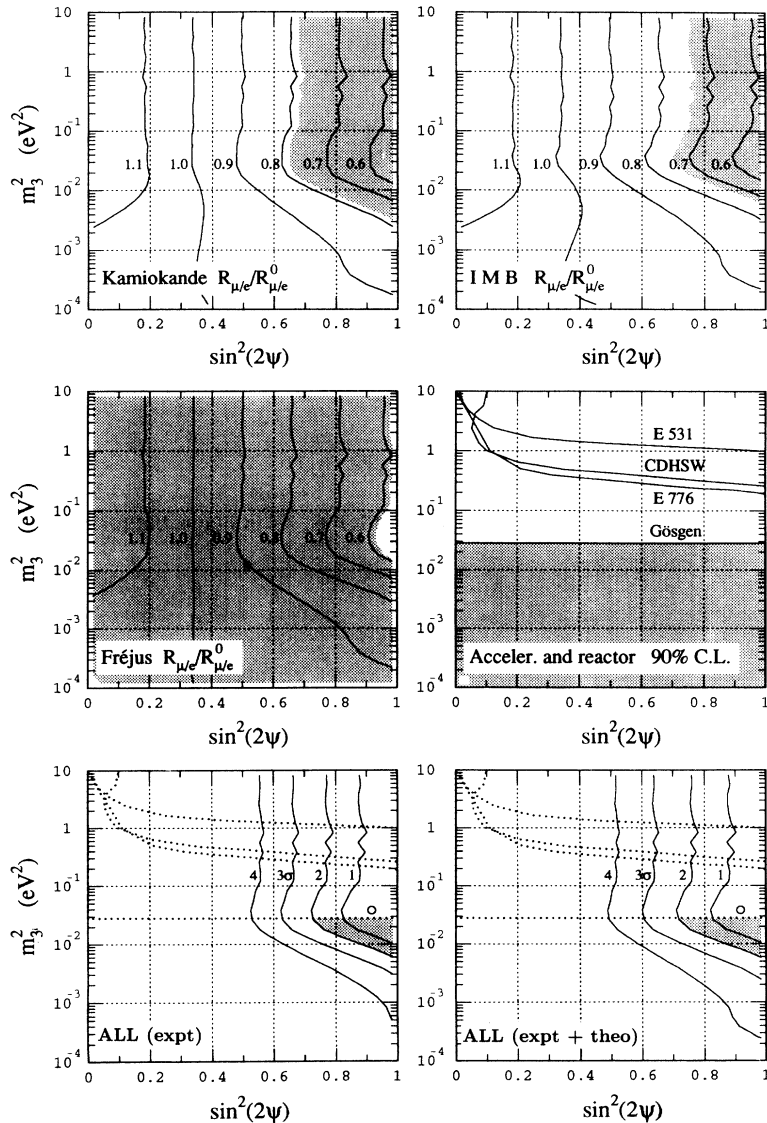 10
1
10⁻¹
10⁻²
10⁻³
10⁻⁴
m₃² (eV²)
1.1 1.0 0.9 0.8 0.7 0.6
Kamiokande R_μ/e/R⁰_μ/e
0 0.2 0.4 0.6 0.8 1
sin²(2ψ)
10
1
10⁻¹
10⁻²
10⁻³
10⁻⁴
m₃² (eV²)
1.1 1.0 0.9 0.8 0.7 0.6
I M B R_μ/e/R⁰_μ/e
0 0.2 0.4 0.6 0.8 1
sin²(2ψ)
10
1
10⁻¹
10⁻²
10⁻³
10⁻⁴
m₃² (eV²)
1.1 1.0 0.9 0.8 0.7 0.6
Fréjus R_μ/e/R⁰_μ/e
0 0.2 0.4 0.6 0.8 1
sin²(2ψ)
10
1
10⁻¹
10⁻²
10⁻³
10⁻⁴
m₃² (eV²)
E 531
CDHSW
E 776
Gösgen
Acceler. and reactor 90% C.L.
0 0.2 0.4 0.6 0.8 1
sin²(2ψ)
10
1
10⁻¹
10⁻²
10⁻³
10⁻⁴
m₃² (eV²)
4 3σ 2 1
ALL (expt)
0 0.2 0.4 0.6 0.8 1
sin²(2ψ)
10
1
10⁻¹
10⁻²
10⁻³
10⁻⁴
m₃² (eV²)
4 3σ 2 1
ALL (expt + theo)
0 0.2 0.4 0.6 0.8 1
sin²(2ψ)